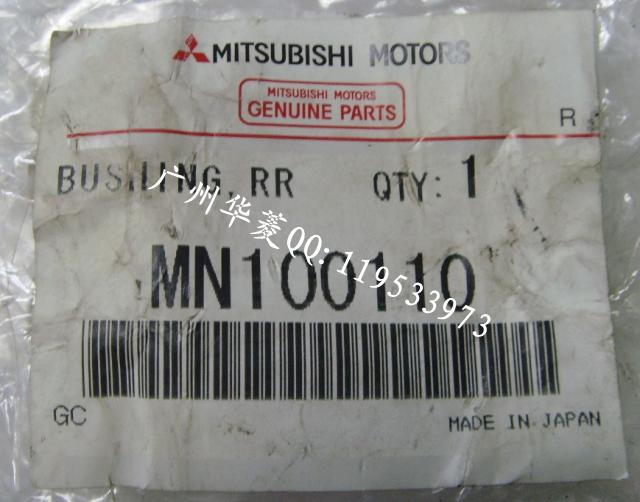 MITSUBISHI MOTORS
MITSUBISHI MOTORS
GENUINE PARTS
R
BUSHING, RR QTY: 1
广州华菱QQ: 119533973
MN100110
GC
MADE IN JAPAN